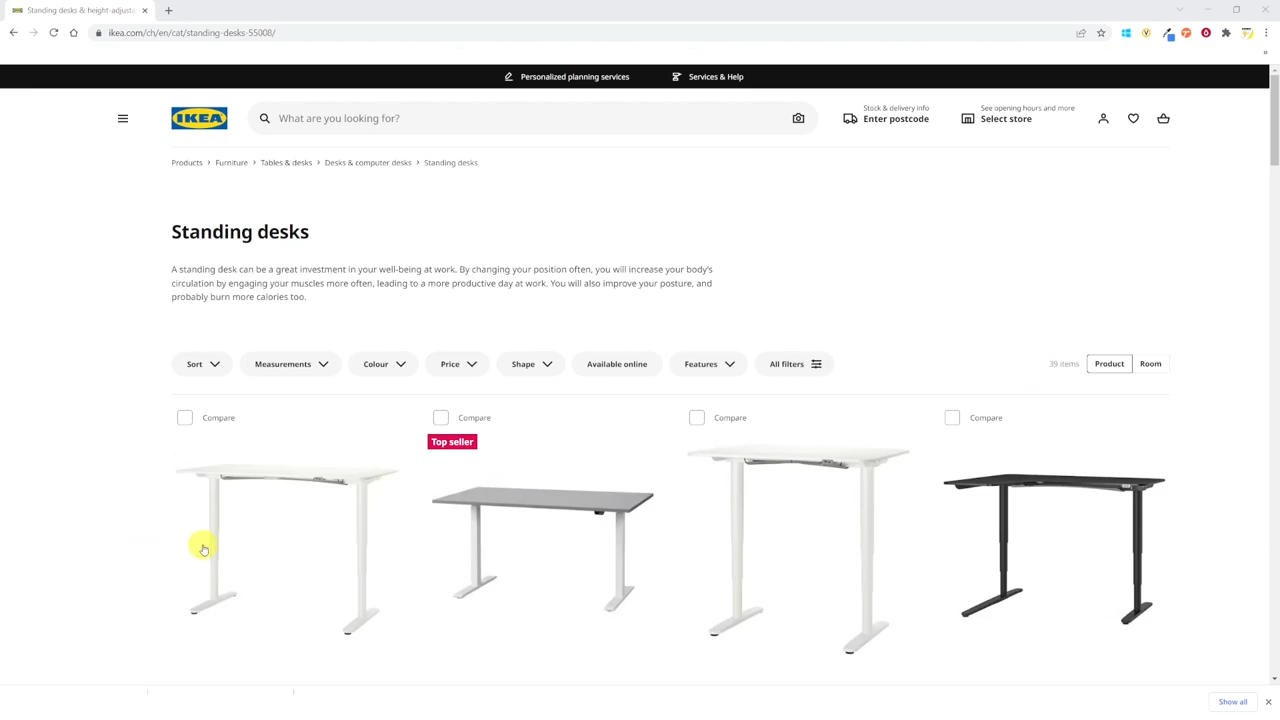 Standing desks & height-adjusta
ikea.com/ch/en/cat/standing-desks-55008/
Personalized planning services
Services & Help
IKEA
What are you looking for?
Stock & delivery info
Enter postcode
See opening hours and more
Select store
Products > Furniture > Tables & desks > Desks & computer desks > Standing desks
Standing desks
A standing desk can be a great investment in your well-being at work. By changing your position often, you will increase your body's
circulation by engaging your muscles more often, leading to a more productive day at work. You will also improve your posture, and
probably burn more calories too.
Sort
Measurements
Colour
Price
Shape
Available online
Features
All filters
39 items
Product
Room
Compare
Compare
Compare
Compare
Top seller
Show all